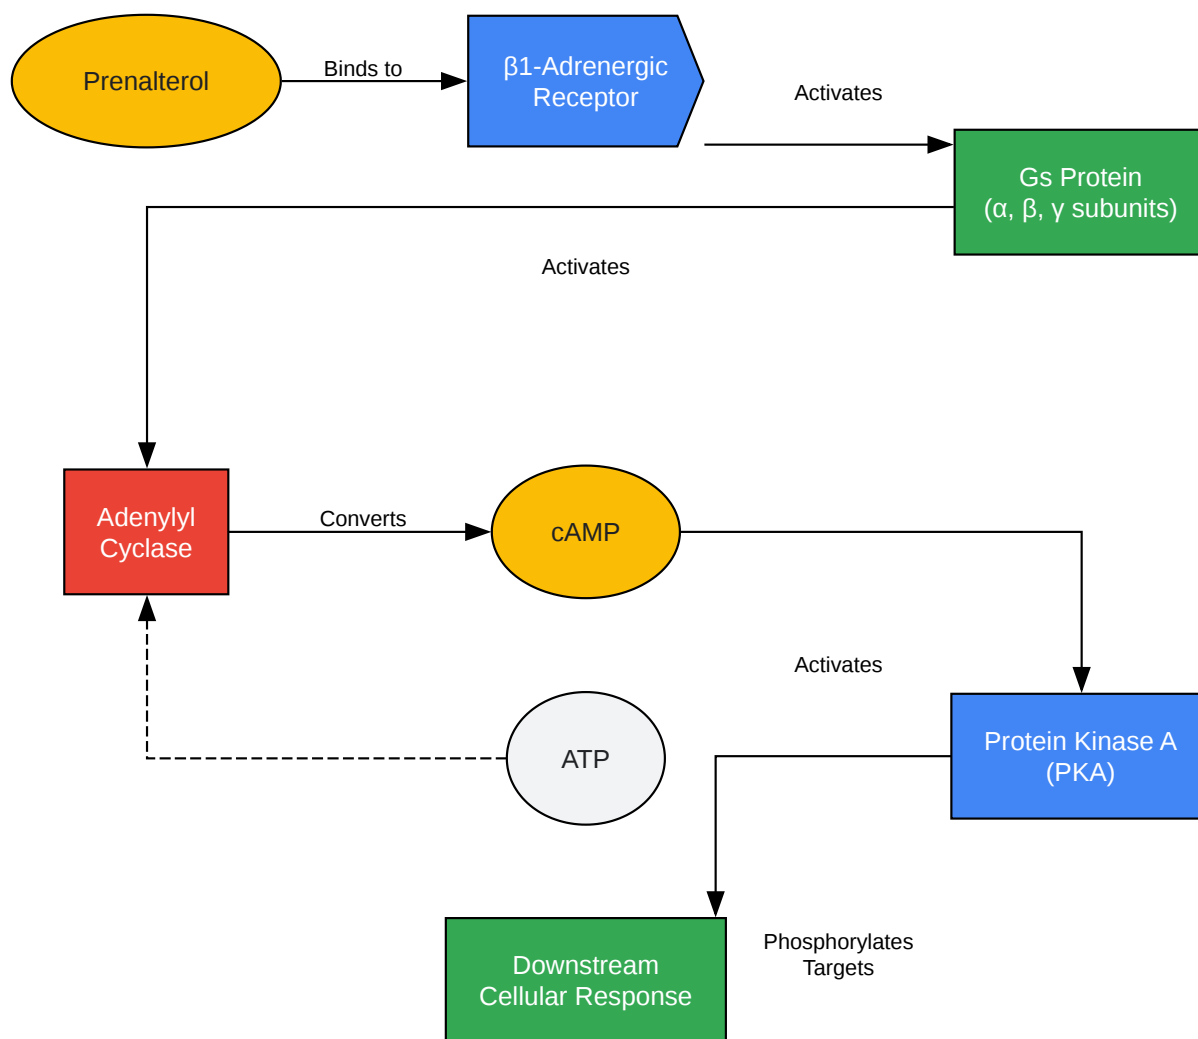 Prenalterol
Binds to
β1-Adrenergic
Receptor
Activates
Gs Protein
(α, β, γ subunits)
Activates
Adenylyl
Cyclase
Converts
cAMP
Activates
ATP
Protein Kinase A
(PKA)
Downstream
Cellular Response
Phosphorylates
Targets